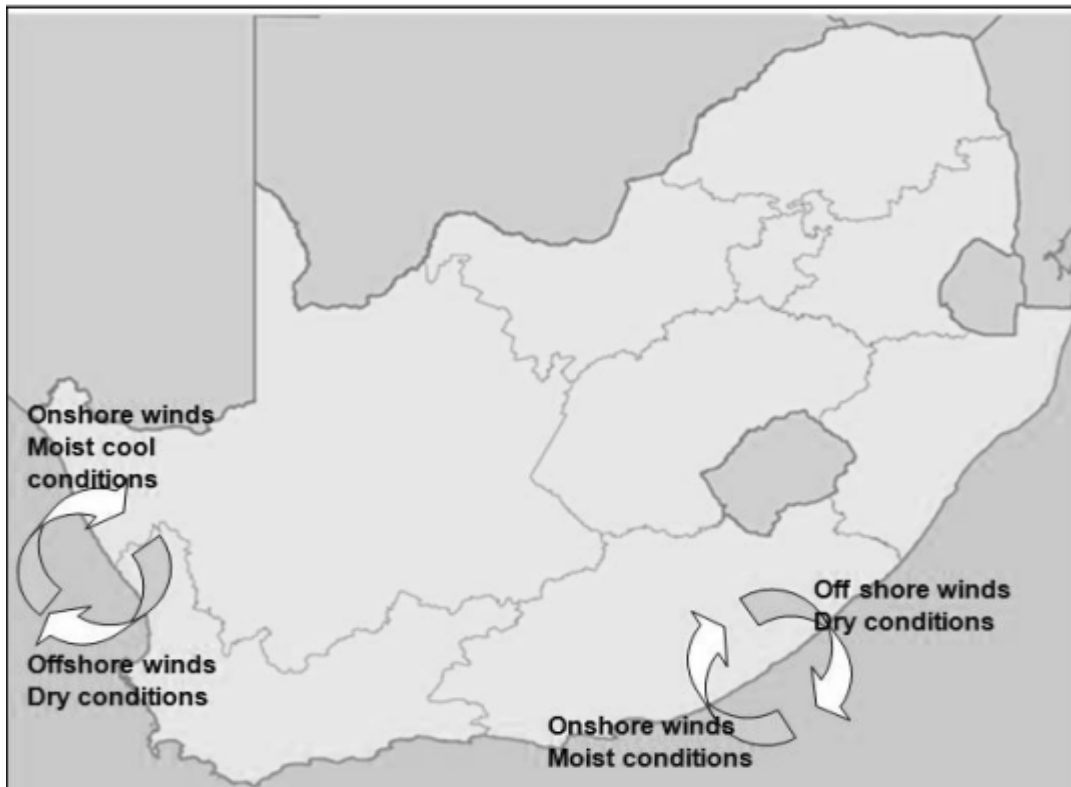 Onshore winds
Moist cool
conditions
Offshore winds
Dry conditions
Off shore winds
Dry conditions
Onshore winds
Moist conditions